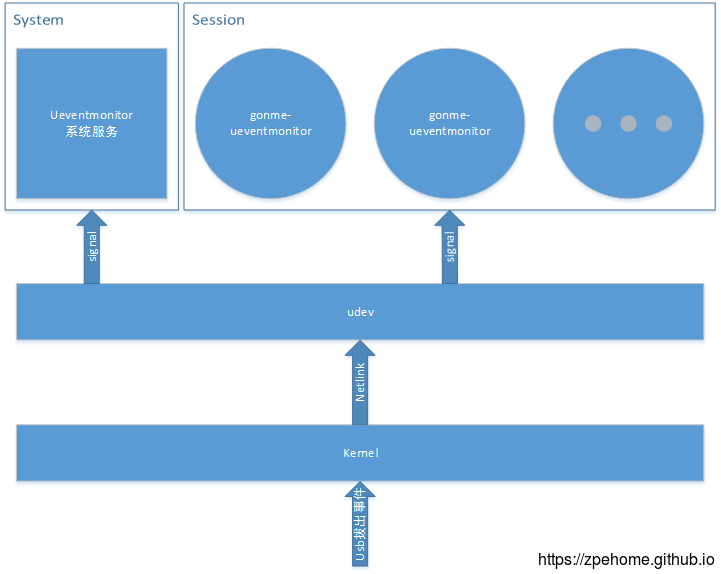 System
Session
Ueventmonitor
系统服务
gonme-
ueventmonitor
gonme-
ueventmonitor
signal
signal
udev
Netlink
Kernel
Usb拔出事件
https://zpehome.github.io